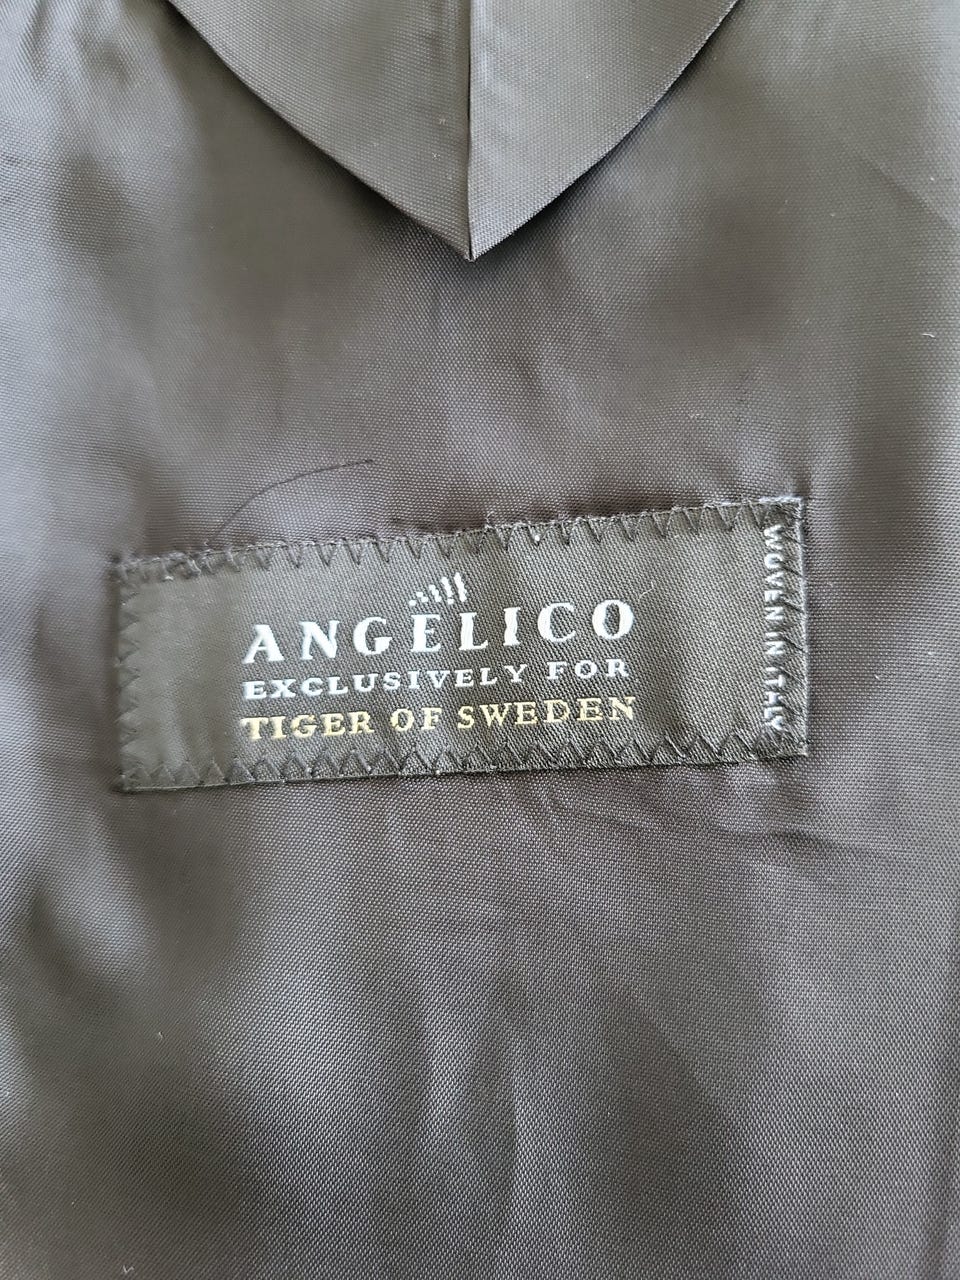 ANGELICO
EXCLUSIVELY FOR
TIGER OF SWEDEN
WOVEN IN ITALY